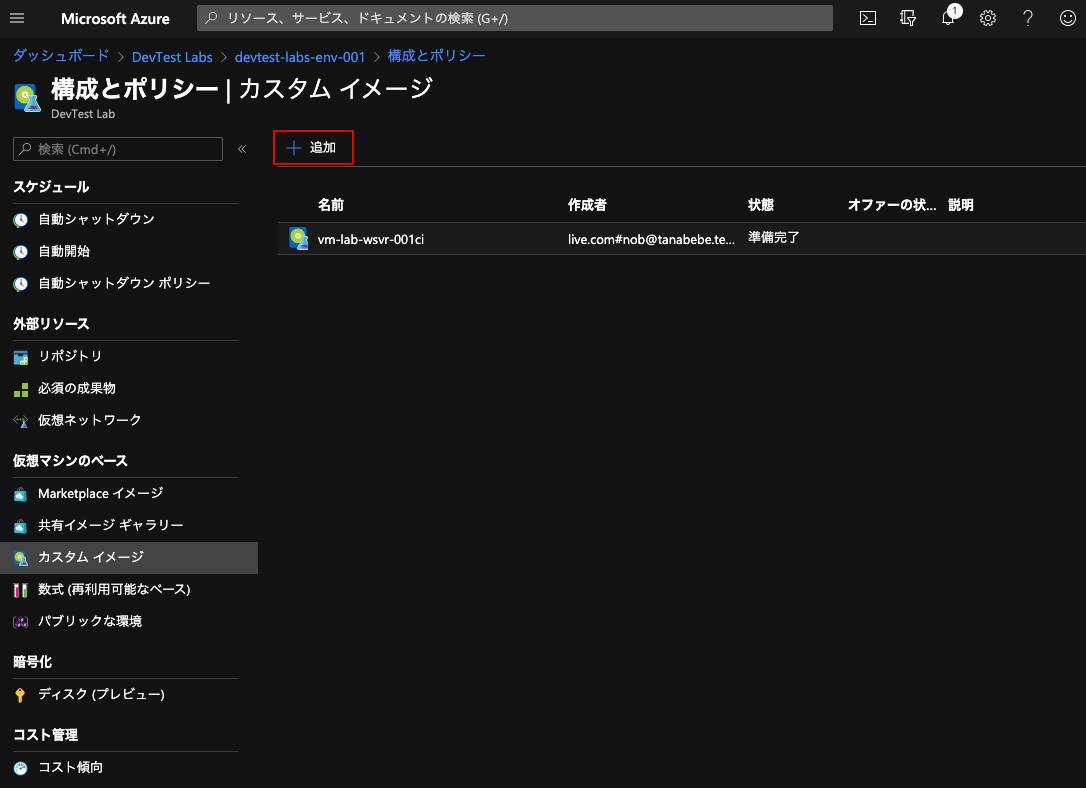 Microsoft Azure
リソース、サービス、ドキュメントの検索 (G+/)
1
ダッシュボード > DevTest Labs > devtest-labs-env-001 > 構成とポリシー
構成とポリシー | カスタム イメージ
DevTest Lab
検索 (Cmd+/)
«
スケジュール
自動シャットダウン
自動開始
自動シャットダウン ポリシー
外部リソース
リポジトリ
必須の成果物
仮想ネットワーク
仮想マシンのベース
Marketplace イメージ
共有イメージ ギャラリー
カスタム イメージ
数式 (再利用可能なベース)
パブリックな環境
暗号化
ディスク (プレビュー)
コスト管理
コスト傾向
追加
名前 作成者 状態 オファーの状... 説明
vm-lab-wsvr-001ci live.com#nob@tanabebe.te... 準備完了